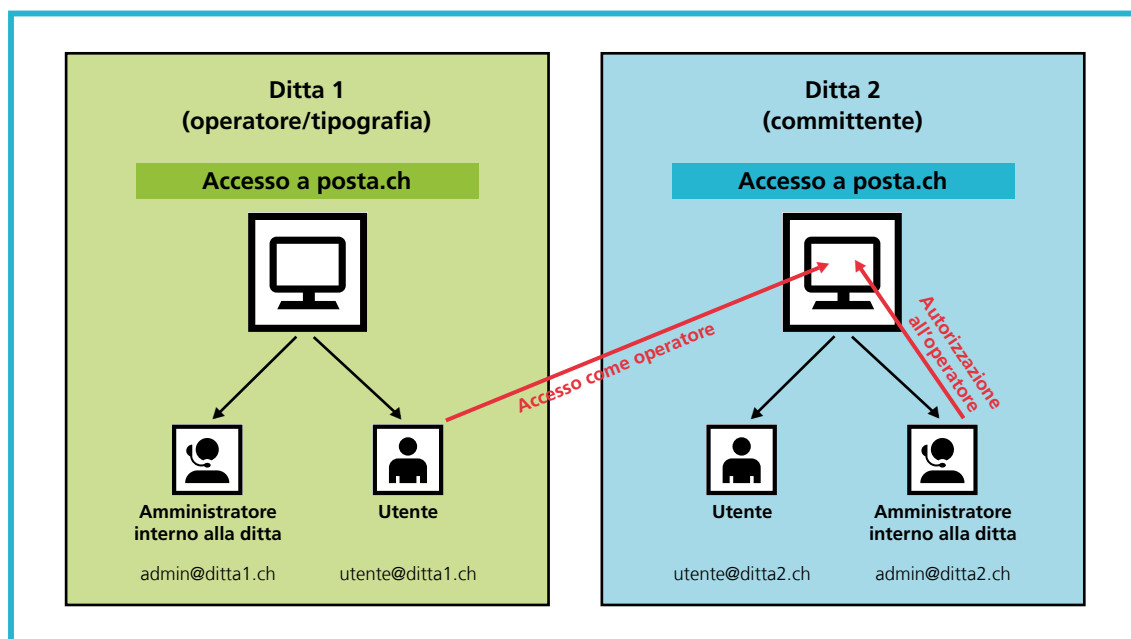 Ditta 1
(operatore/tipografia)
Accesso a posta.ch
Amministratore
interno alla ditta
admin@ditta1.ch
Utente
utente@ditta1.ch
Accesso come operatore
Ditta 2
(committente)
Accesso a posta.ch
Autorizzazione
all'operatore
Utente
utente@ditta2.ch
Amministratore
interno alla ditta
admin@ditta2.ch